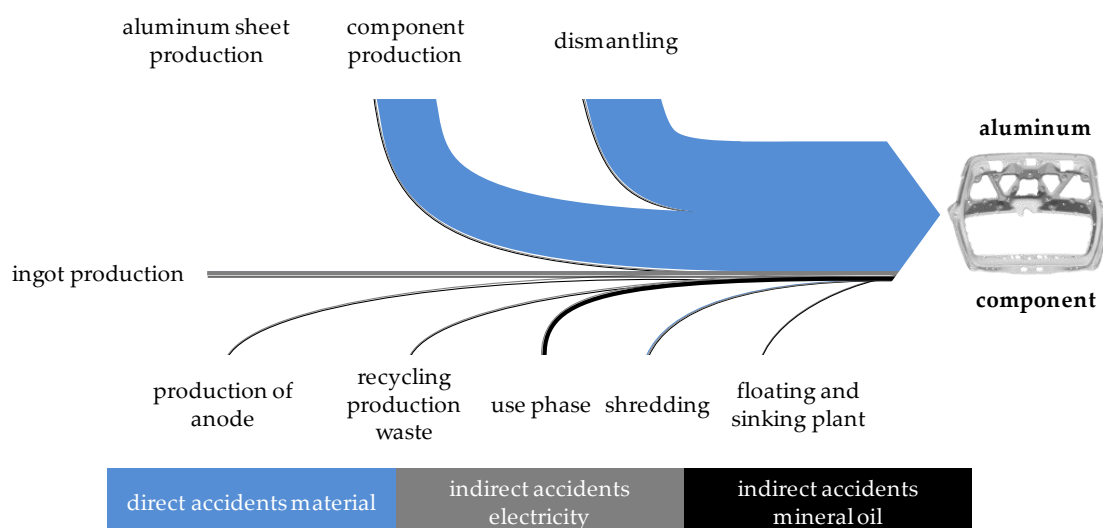 aluminum sheet
production
component
production
dismantling
aluminum
component
ingot production
production of
anode
recycling
production
waste
use phase
shredding
floating and
sinking plant
direct accidents material
indirect accidents
electricity
indirect accidents
mineral oil